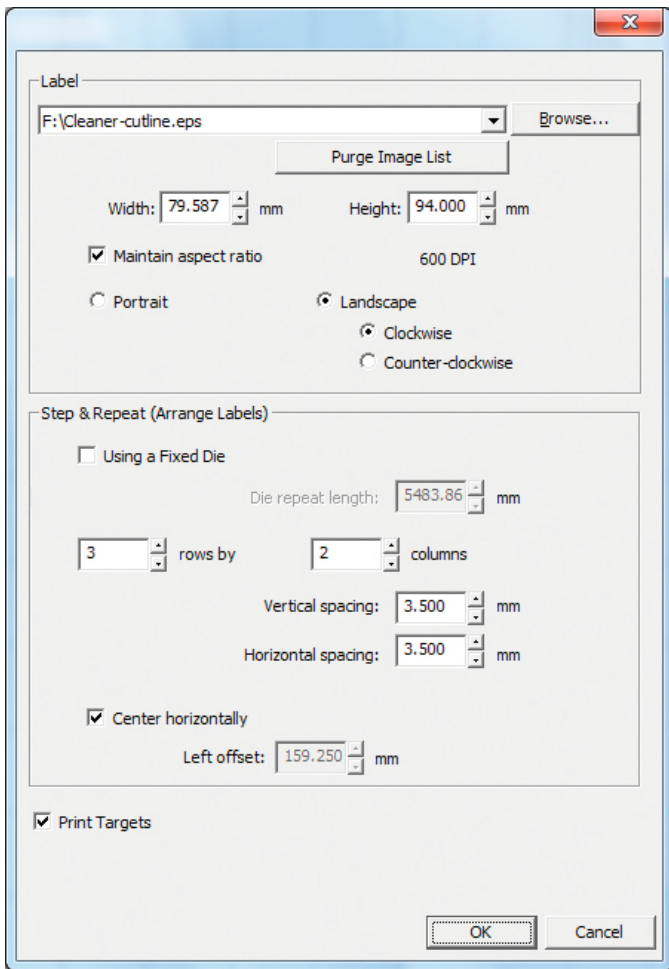 Label
F:\Cleaner-cutline.eps Browse...
Purge Image List
Width: 79.587 mm Height: 94.000 mm
Maintain aspect ratio 600 DPI
Portrait Landscape
Clockwise
Counter-clockwise
Step & Repeat (Arrange Labels)
Using a Fixed Die
Die repeat length: 5483.86 mm
3 rows by 2 columns
Vertical spacing: 3.500 mm
Horizontal spacing: 3.500 mm
Center horizontally
Left offset: 159.250 mm
Print Targets
OK Cancel